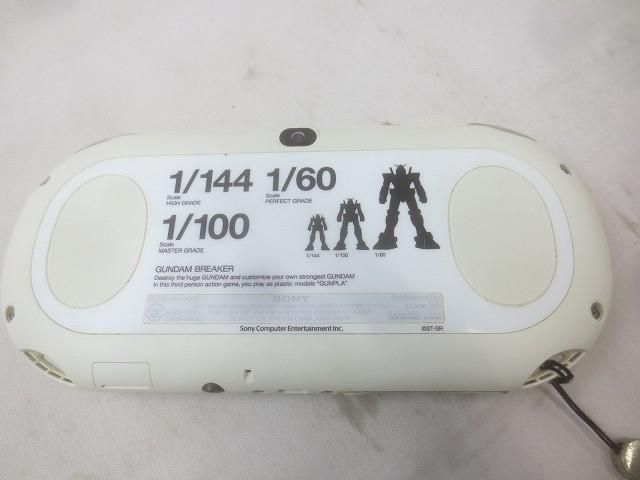 1/144
Scale
HIGH GRADE
1/60
Scale
PERFECT GRADE
1/100
Scale
MASTER GRADE
1/144
1/100
1/60
GUNDAM BREAKER
Destroy the huge GUNDAM and customize your own strongest GUNDAM
In this third person action game, you play as plastic models "GUNPLA"
SONY
Sony Computer Entertainment Inc.
©ST·SR